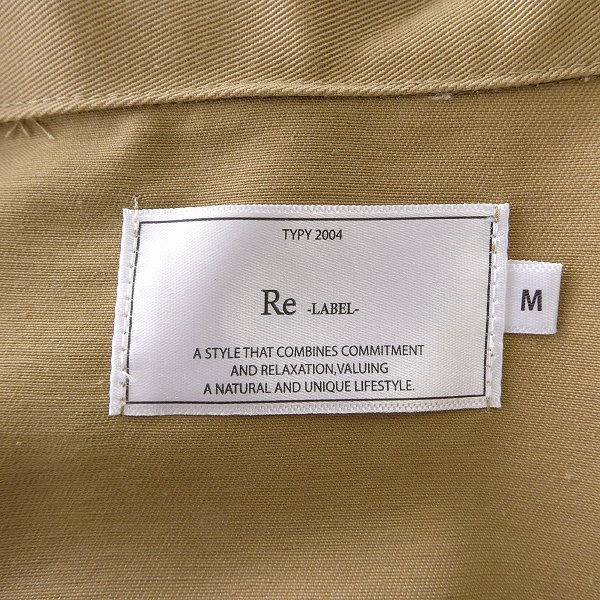 TYPY 2004
Re -LABEL-
A STYLE THAT COMBINES COMMITMENT
AND RELAXATION,VALUING
A NATURAL AND UNIQUE LIFESTYLE.
M